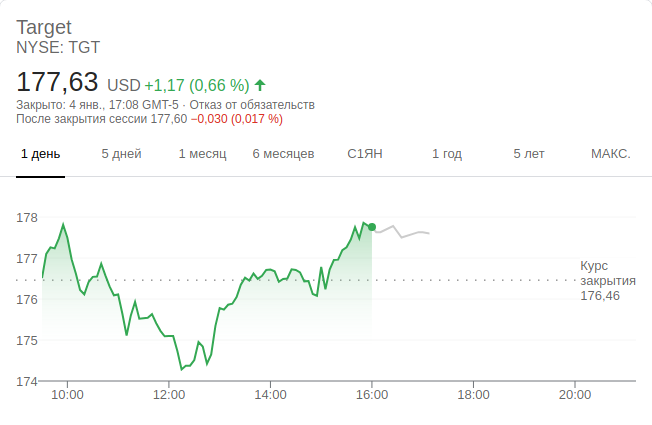 Target
NYSE: TGT
177,63 USD +1,17 (0,66 %)
Закрыто: 4 янв., 17:08 GMT-5 · Отказ от обязательств
После закрытия сессии 177,60 −0,030 (0,017 %)
1 день 5 дней 1 месяц 6 месяцев С1ЯН 1 год 5 лет МАКС.
178
177
Курс
закрытия
176,46
176
175
174
10:00 12:00 14:00 16:00 18:00 20:00